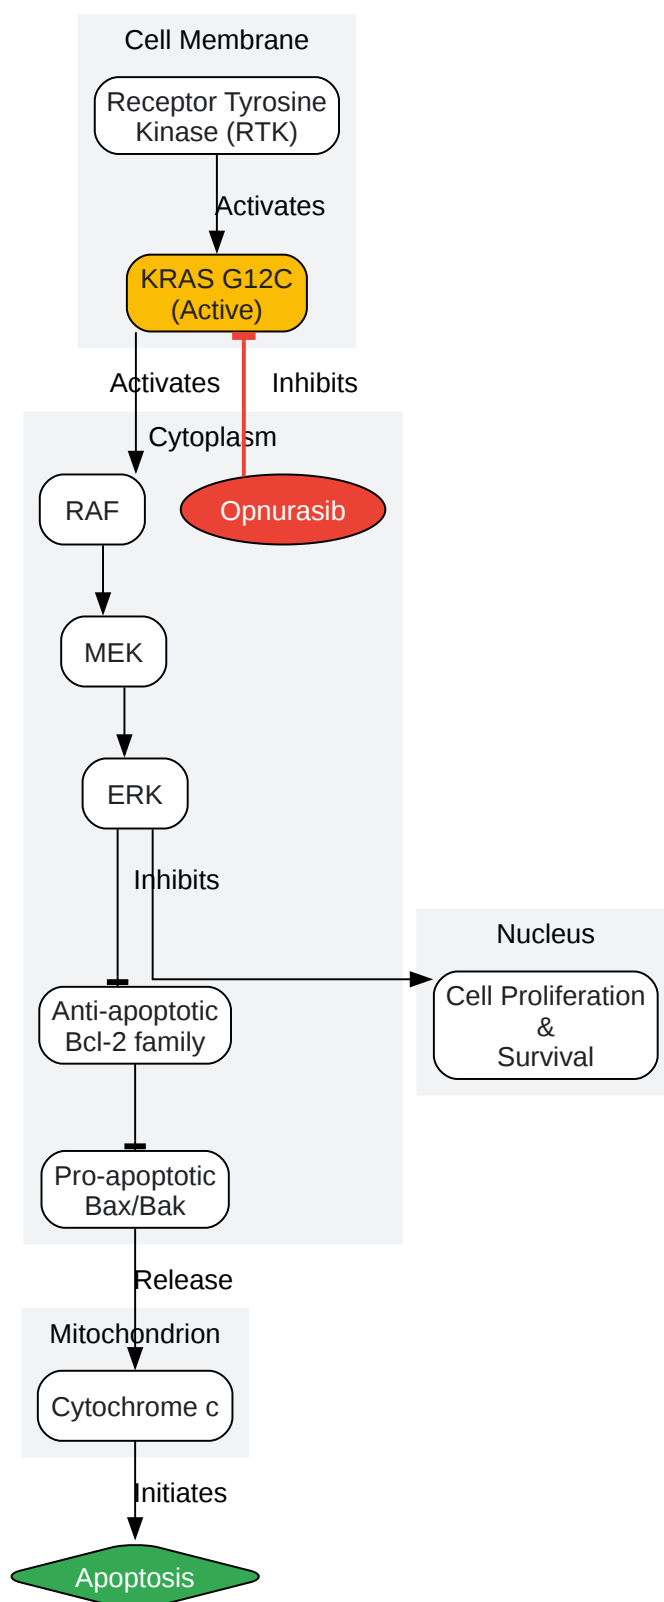 Cell Membrane
Receptor Tyrosine
Kinase (RTK)
Activates
KRAS G12C
(Active)
Activates
Inhibits
Cytoplasm
RAF
Opnurasib
MEK
ERK
Inhibits
Nucleus
Cell Proliferation
&
Survival
Anti-apoptotic
Bcl-2 family
Pro-apoptotic
Bax/Bak
Release
Mitochondrion
Cytochrome c
Initiates
Apoptosis